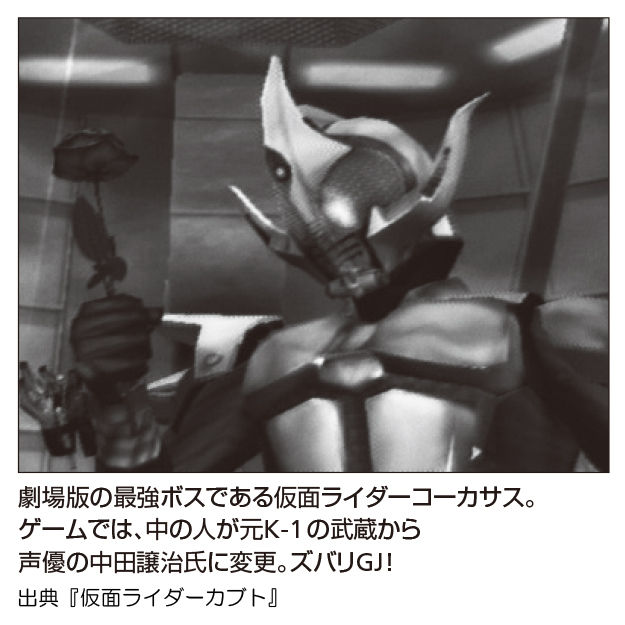 劇場版の最強ボスである仮面ライダーコーカサス。
ゲームでは、中の人が元K-1の武蔵から
声優の中田譲治氏に変更。ズバリGJ！
出典『仮面ライダーカブト』